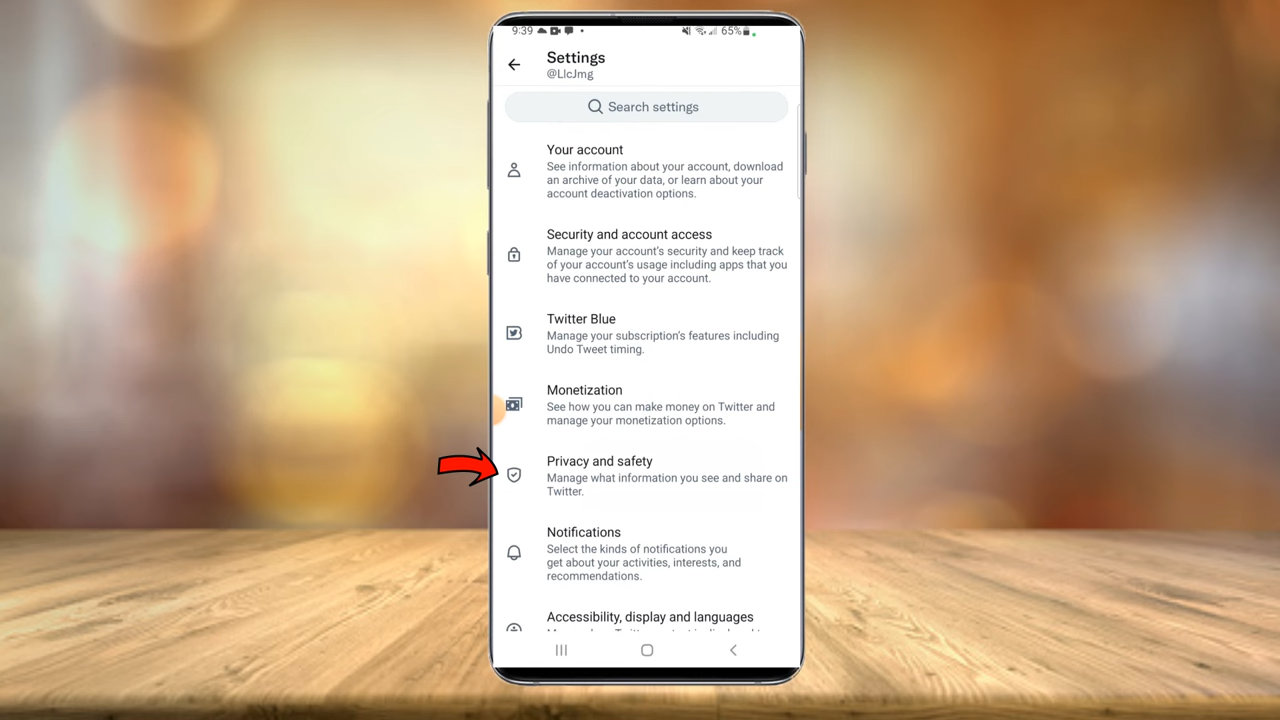 9:39 65%
Settings
@LlcJmg
Search settings
Your account
See information about your account, download
an archive of your data, or learn about your
account deactivation options.
Security and account access
Manage your account's security and keep track
of your account's usage including apps that you
have connected to your account.
Twitter Blue
Manage your subscription's features including
Undo Tweet timing.
Monetization
See how you can make money on Twitter and
manage your monetization options.
Privacy and safety
Manage what information you see and share on
Twitter.
Notifications
Select the kinds of notifications you
get about your activities, interests, and
recommendations.
Accessibility, display and languages